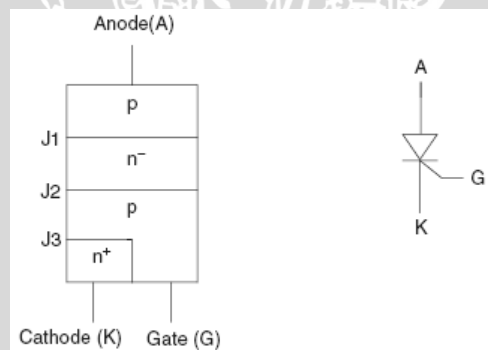 Anode(A)
p
J1
n⁻
J2
p
J3
n⁺
Cathode (K) Gate (G)
A
G
K